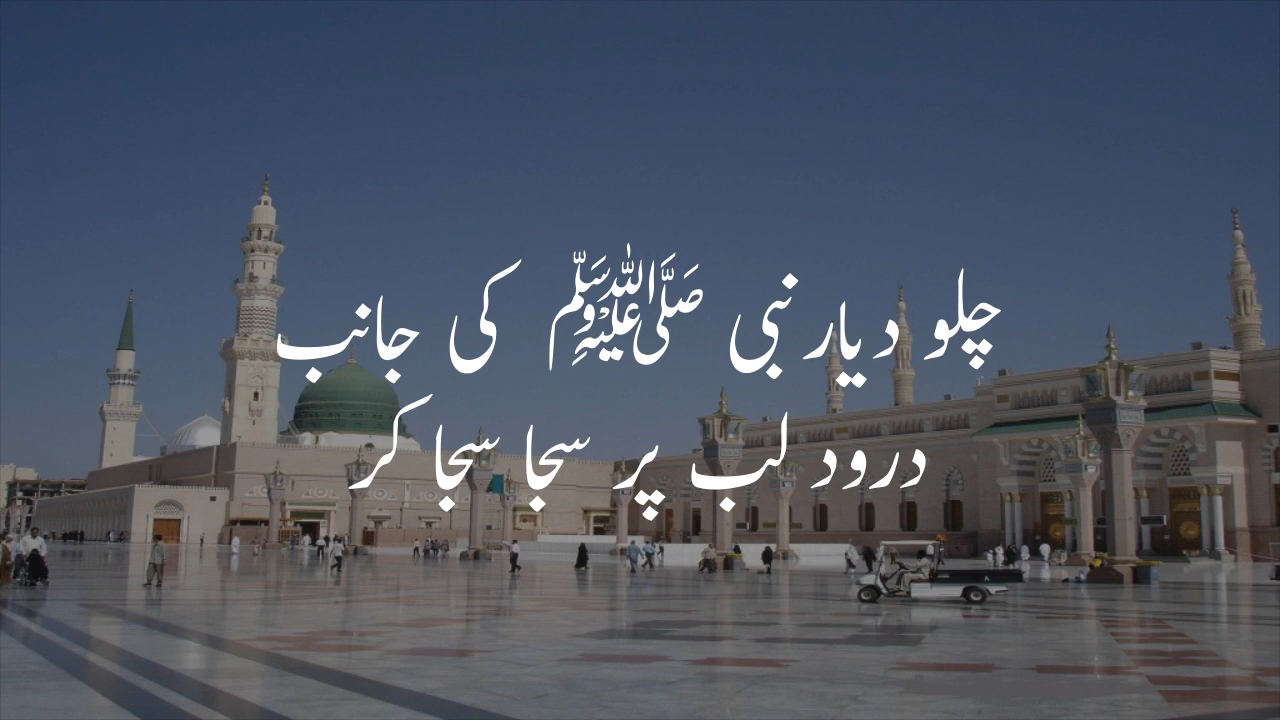 چلو دیار نبی ﷺ کی جانب
درود لب پر سجا سجا کر